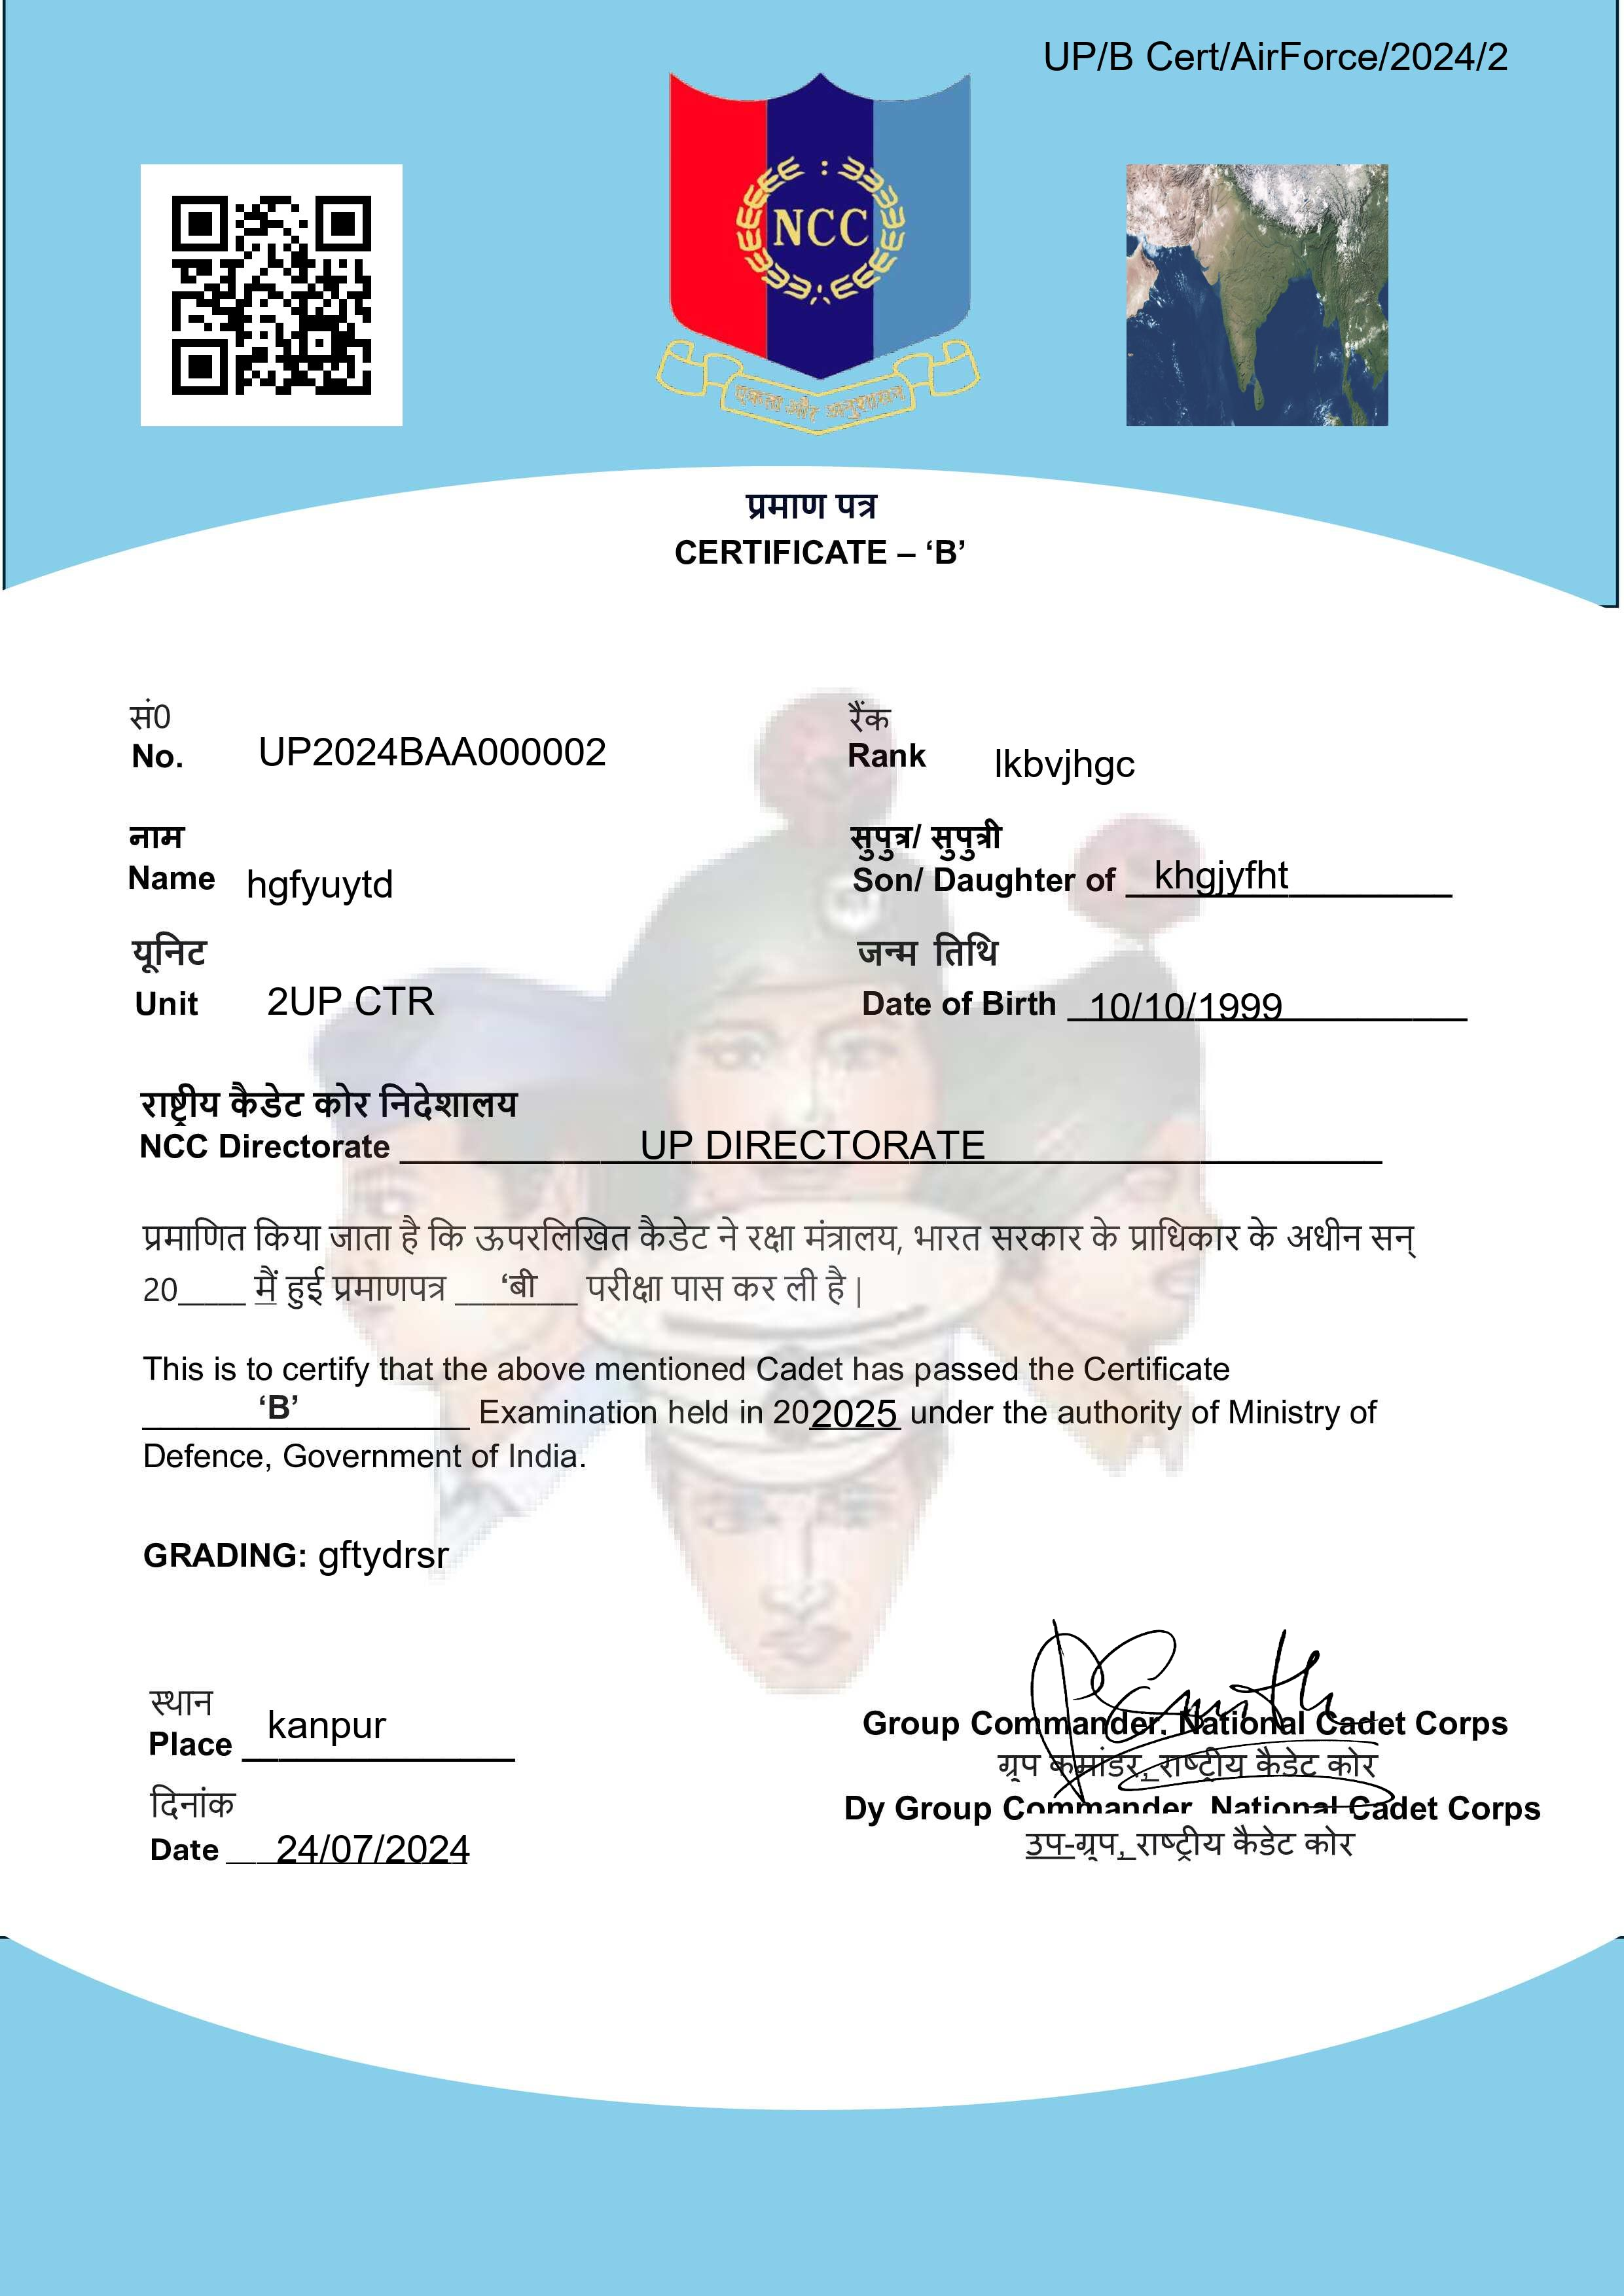 UP/B Cert/AirForce/2024/2
NCC
एकता और अनुशासन
प्रमाण पत्र
CERTIFICATE – ‘B’
सं0
No. UP2024BAA000002
रैंक
Rank lkbvjhgc
नाम
Name hgfyuytd
सुपुत्र/ सुपुत्री
Son/ Daughter of khgjyfht
यूनिट
Unit 2UP CTR
जन्म तिथि
Date of Birth 10/10/1999
राष्ट्रीय कैडेट कोर निदेशालय
NCC Directorate UP DIRECTORATE
प्रमाणित किया जाता है कि ऊपरलिखित कैडेट ने रक्षा मंत्रालय, भारत सरकार के प्राधिकार के अधीन सन्
20____ मैं हुई प्रमाणपत्र ‘बी परीक्षा पास कर ली है |
This is to certify that the above mentioned Cadet has passed the Certificate
‘B’ Examination held in 202025 under the authority of Ministry of
Defence, Government of India.
GRADING: gftydrsr
स्थान
Place kanpur
दिनांक
Date 24/07/2024
Group Commander, National Cadet Corps
ग्रुप कमांडर, राष्ट्रीय कैडेट कोर
Dy Group Commander, National Cadet Corps
उप-ग्रुप, राष्ट्रीय कैडेट कोर